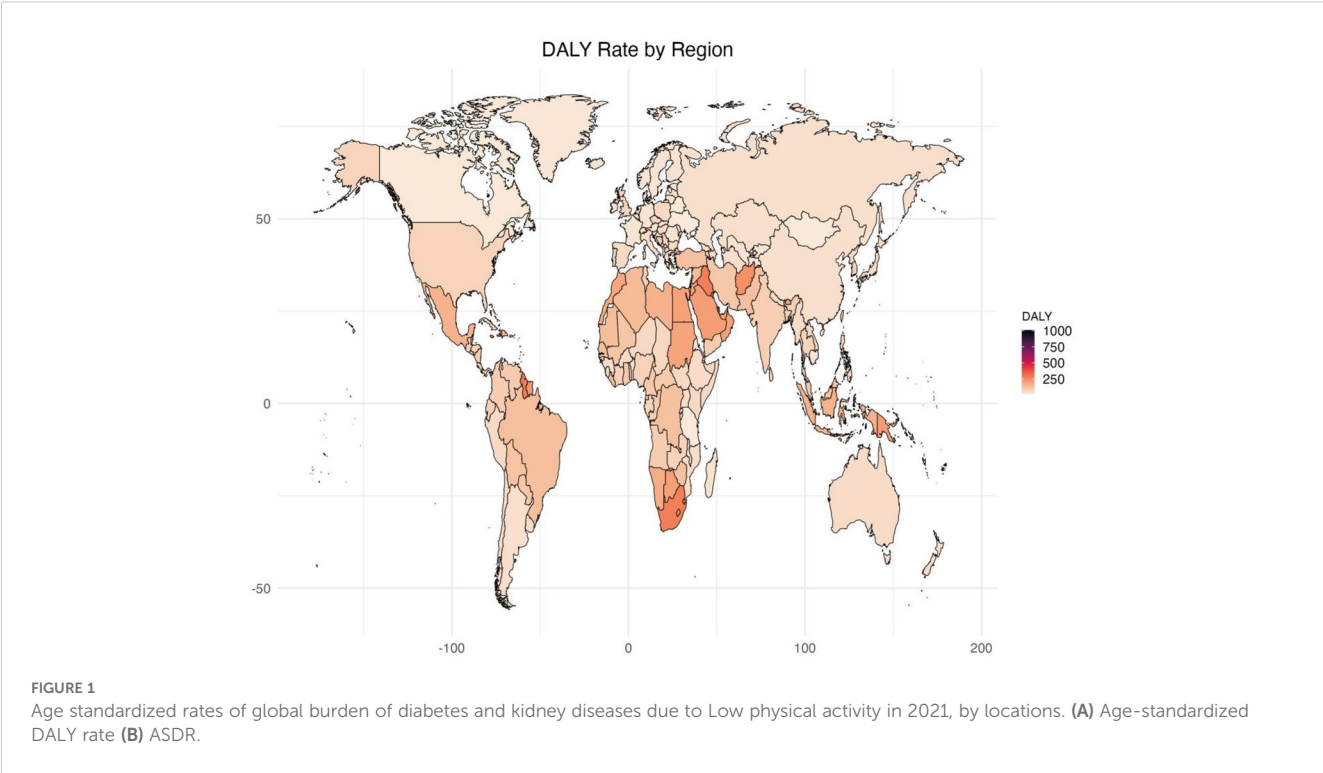 DALY Rate by Region
50
0
-50
-100
0
100
200
DALY
1000
750
500
250
FIGURE 1
Age standardized rates of global burden of diabetes and kidney diseases due to Low physical activity in 2021, by locations. (A) Age-standardized
DALY rate (B) ASDR.